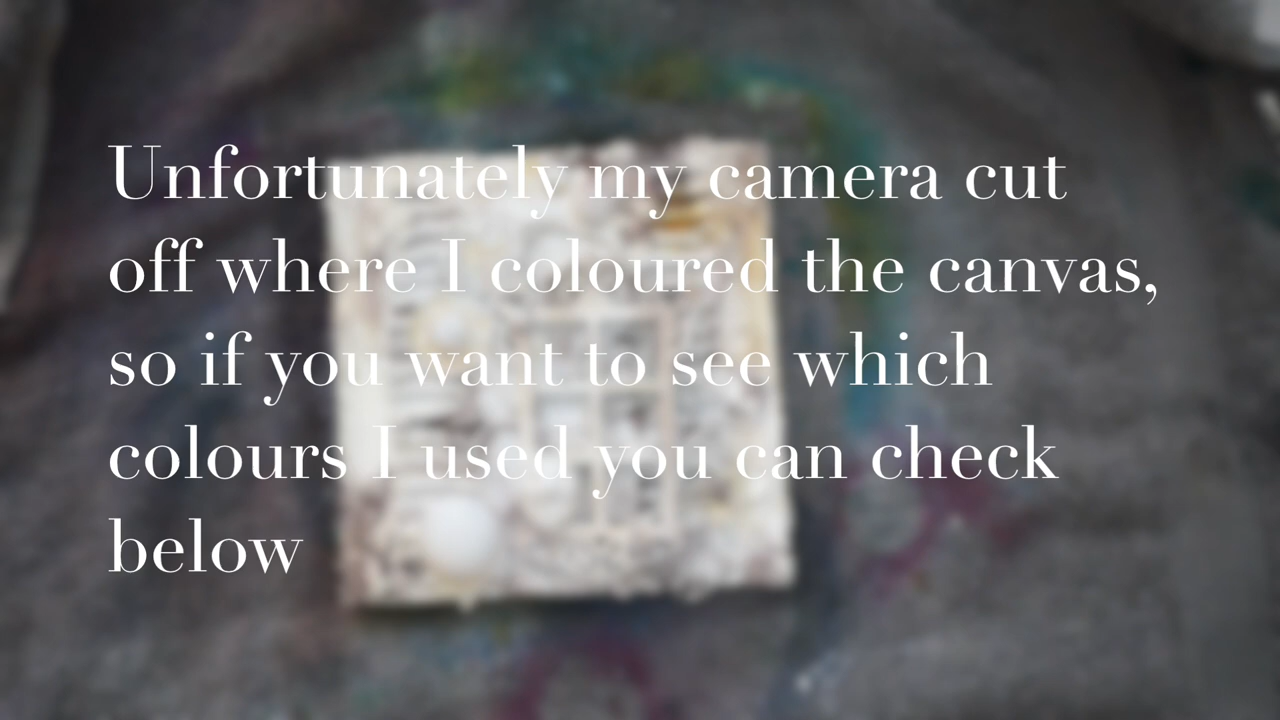 Unfortunately my camera cut
off where I coloured the canvas,
so if you want to see which
colours I used you can check
below